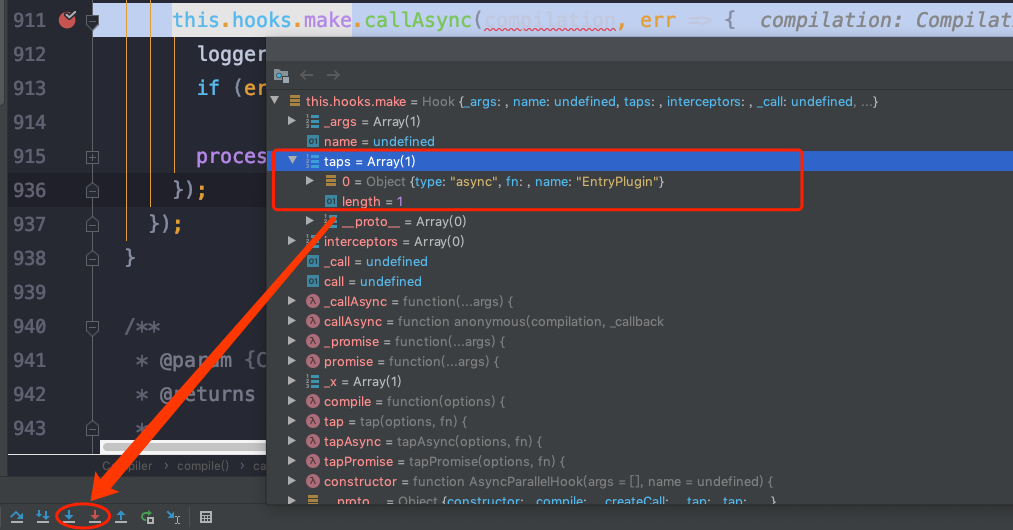 911 this.hooks.make.callAsync(compilation, err => { compilation: Compilat
912 logger
913 if (er
914
915 proces
936 });
937 });
938 }
939
940 /**
941 * @param {C
942 * @returns
943 *
this.hooks.make = Hook {_args: , name: undefined, taps: , interceptors: , _call: undefined, ...}
_args = Array(1)
name = undefined
taps = Array(1)
0 = Object {type: "async", fn: , name: "EntryPlugin"}
length = 1
__proto__ = Array(0)
interceptors = Array(0)
_call = undefined
call = undefined
_callAsync = function(...args) {
callAsync = function anonymous(compilation, _callback
_promise = function(...args) {
promise = function(...args) {
_x = Array(1)
compile = function(options) {
tap = tap(options, fn) {
tapAsync = tapAsync(options, fn) {
tapPromise = tapPromise(options, fn) {
constructor = function AsyncParallelHook(args = [], name = undefined) {
__proto__ = Object {constructor: , compile: , _createCall: , _tap: , tap: , ...}
Compiler › compile() › ca